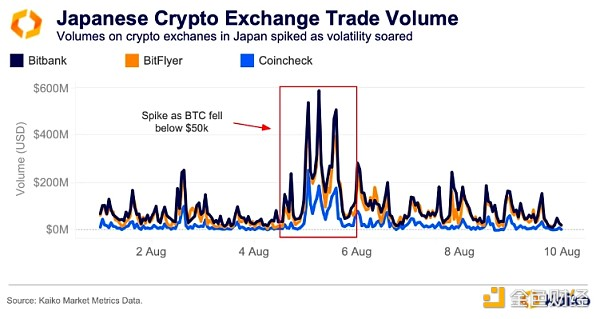 Japanese Crypto Exchange Trade Volume
Volumes on crypto exchanes in Japan spiked as volatility soared
Bitbank BitFlyer Coincheck
$600M
Spike as BTC fell
below $50k
$400M
Volume (USD)
$200M
$0M
2 Aug 4 Aug 6 Aug 8 Aug 10 Aug
Source: Kaiko Market Metrics Data.
金色财经